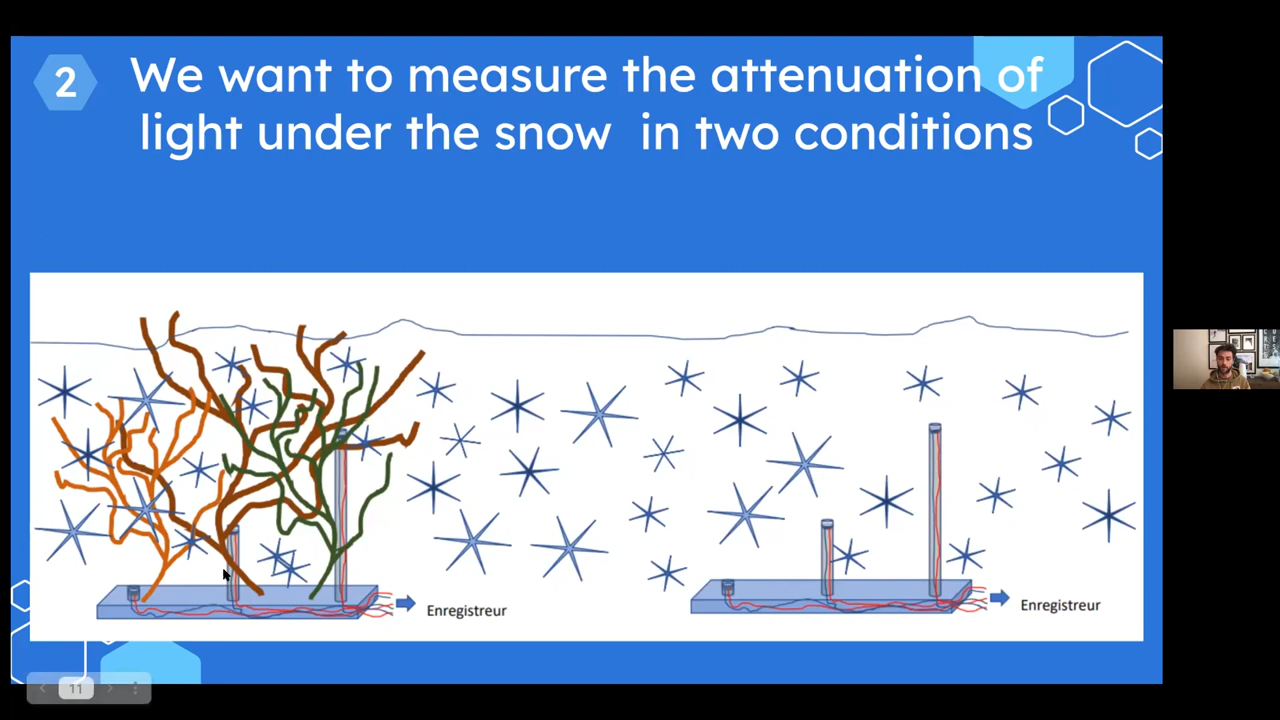 2
We want to measure the attenuation of
light under the snow in two conditions
Enregistreur
Enregistreur
11